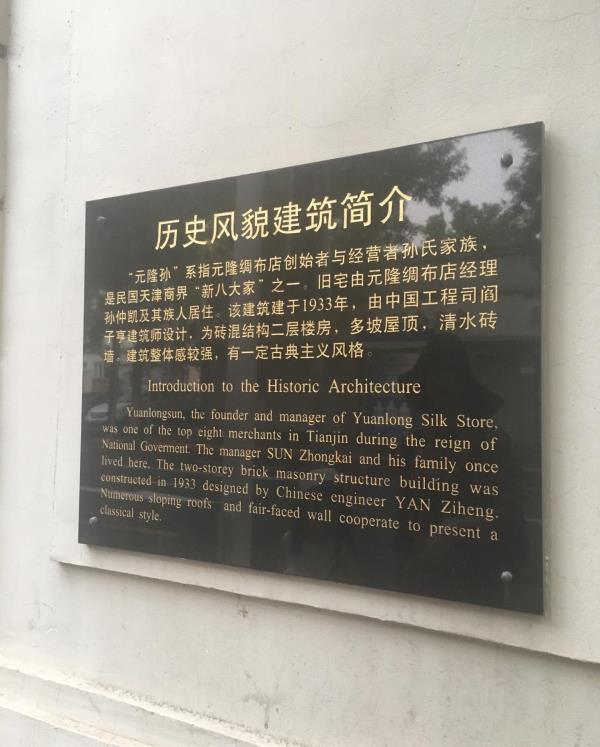 历史风貌建筑简介
“元隆孙”系指元隆绸布店创始者与经营者孙氏家族，
是民国天津商界“新八大家”之一。旧宅由元隆绸布店经理
孙仲凯及其族人居住。该建筑建于1933年，由中国工程司阎
子亨建筑师设计，为砖混结构二层楼房，多坡屋顶，清水砖
墙。建筑整体感较强，有一定古典主义风格。
Introduction to the Historic Architecture
Yuanlongsun, the founder and manager of Yuanlong Silk Store,
was one of the top eight merchants in Tianjin during the reign of
National Goverment. The manager SUN Zhongkai and his family once
lived here. The two-storey brick masonry structure building was
constructed in 1933 designed by Chinese engineer YAN Ziheng.
Numerous sloping roofs and fair-faced wall cooperate to present a
classical style.